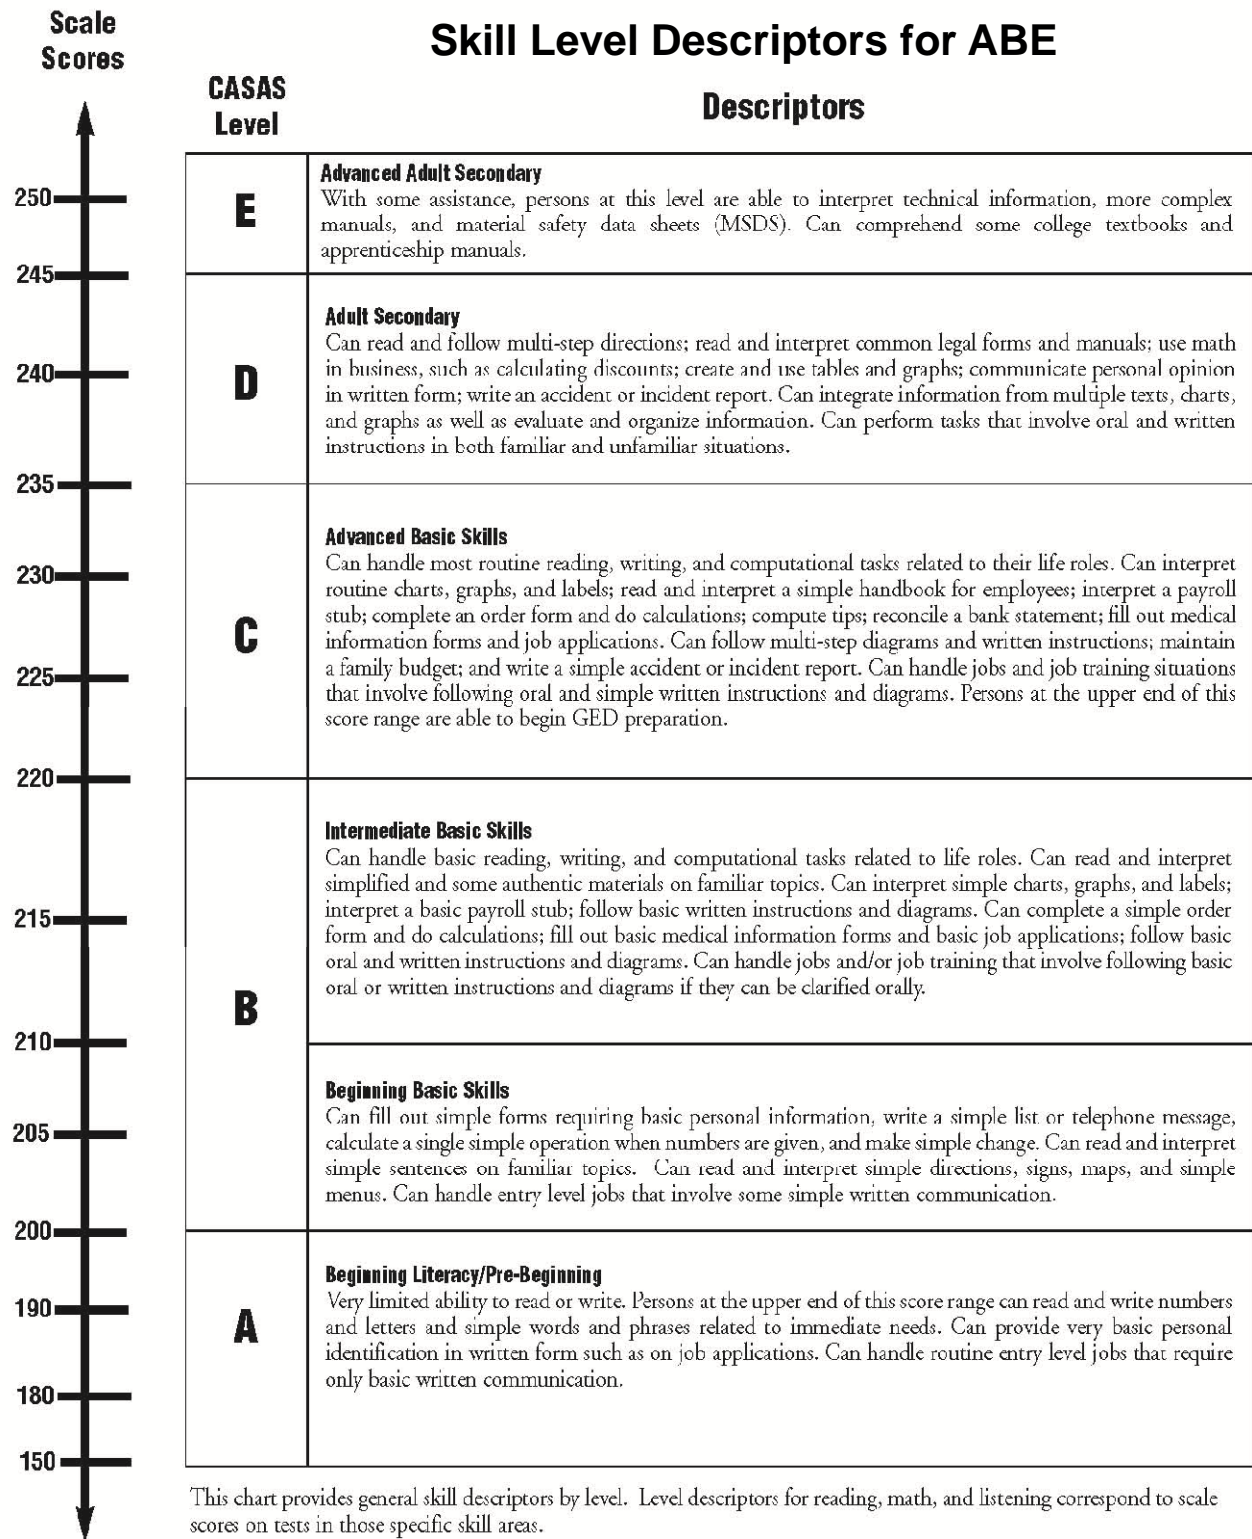 Scale
Scores
Skill Level Descriptors for ABE
CASAS
Level
Descriptors
250
E
Advanced Adult Secondary
With some assistance, persons at this level are able to interpret technical information, more complex
manuals, and material safety data sheets (MSDS). Can comprehend some college textbooks and
apprenticeship manuals.
245
240
D
Adult Secondary
Can read and follow multi-step directions; read and interpret common legal forms and manuals; use math
in business, such as calculating discounts; create and use tables and graphs; communicate personal opinion
in written form; write an accident or incident report. Can integrate information from multiple texts, charts,
and graphs as well as evaluate and organize information. Can perform tasks that involve oral and written
instructions in both familiar and unfamiliar situations.
235
230
C
225
Advanced Basic Skills
Can handle most routine reading, writing, and computational tasks related to their life roles. Can interpret
routine charts, graphs, and labels; read and interpret a simple handbook for employees; interpret a payroll
stub; complete an order form and do calculations; compute tips; reconcile a bank statement; fill out medical
information forms and job applications. Can follow multi-step diagrams and written instructions; maintain
a family budget; and write a simple accident or incident report. Can handle jobs and job training situations
that involve following oral and simple written instructions and diagrams. Persons at the upper end of this
score range are able to begin GED preparation.
220
215
B
Intermediate Basic Skills
Can handle basic reading, writing, and computational tasks related to life roles. Can read and interpret
simplified and some authentic materials on familiar topics. Can interpret simple charts, graphs, and labels;
interpret a basic payroll stub; follow basic written instructions and diagrams. Can complete a simple order
form and do calculations; fill out basic medical information forms and basic job applications; follow basic
oral and written instructions and diagrams. Can handle jobs and/or job training that involve following basic
oral or written instructions and diagrams if they can be clarified orally.
210
205
Beginning Basic Skills
Can fill out simple forms requiring basic personal information, write a simple list or telephone message,
calculate a single simple operation when numbers are given, and make simple change. Can read and interpret
simple sentences on familiar topics. Can read and interpret simple directions, signs, maps, and simple
menus. Can handle entry level jobs that involve some simple written communication.
200
190
A
180
Beginning Literacy/Pre-Beginning
Very limited ability to read or write. Persons at the upper end of this score range can read and write numbers
and letters and simple words and phrases related to immediate needs. Can provide very basic personal
identification in written form such as on job applications. Can handle routine entry level jobs that require
only basic written communication.
150
This chart provides general skill descriptors by level. Level descriptors for reading, math, and listening correspond to scale
scores on tests in those specific skill areas.